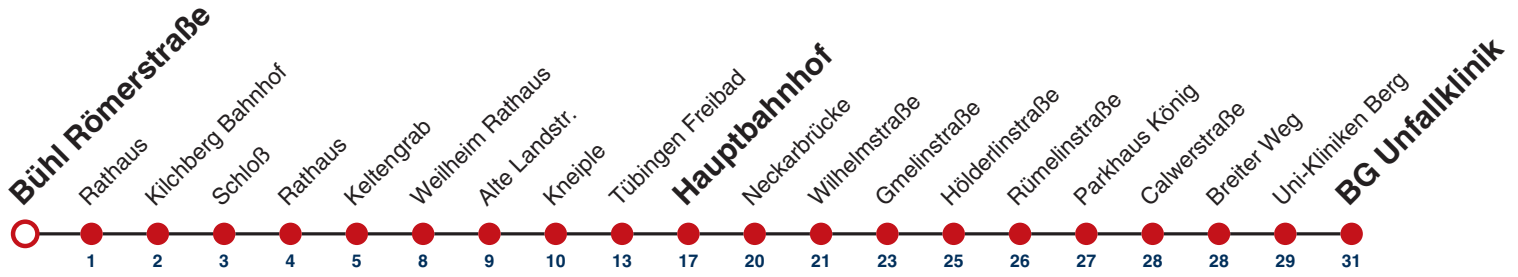 Bühl Römerstraße
Rathaus
Kilchberg Bahnhof
Schloß
Rathaus
Keltengrab
Weilheim Rathaus
Alte Landstr.
Kneiple
Tübingen Freibad
Hauptbahnhof
Neckarbrücke
Wilhelmstraße
Gmelinstraße
Hölderlinstraße
Rümelinstraße
Parkhaus König
Calwerstraße
Breiter Weg
Uni-Kliniken Berg
BG Unfallklinik
1 2 3 4 5 8 9 10 13 17 20 21 23 25 26 27 28 28 29 31